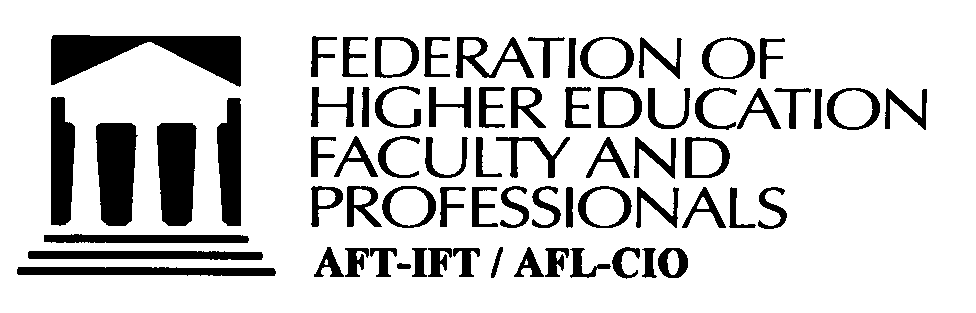 FEDERATION OF
HIGHER EDUCATION
FACULTY AND
PROFESSIONALS
AFT-IFT / AFL-CIO